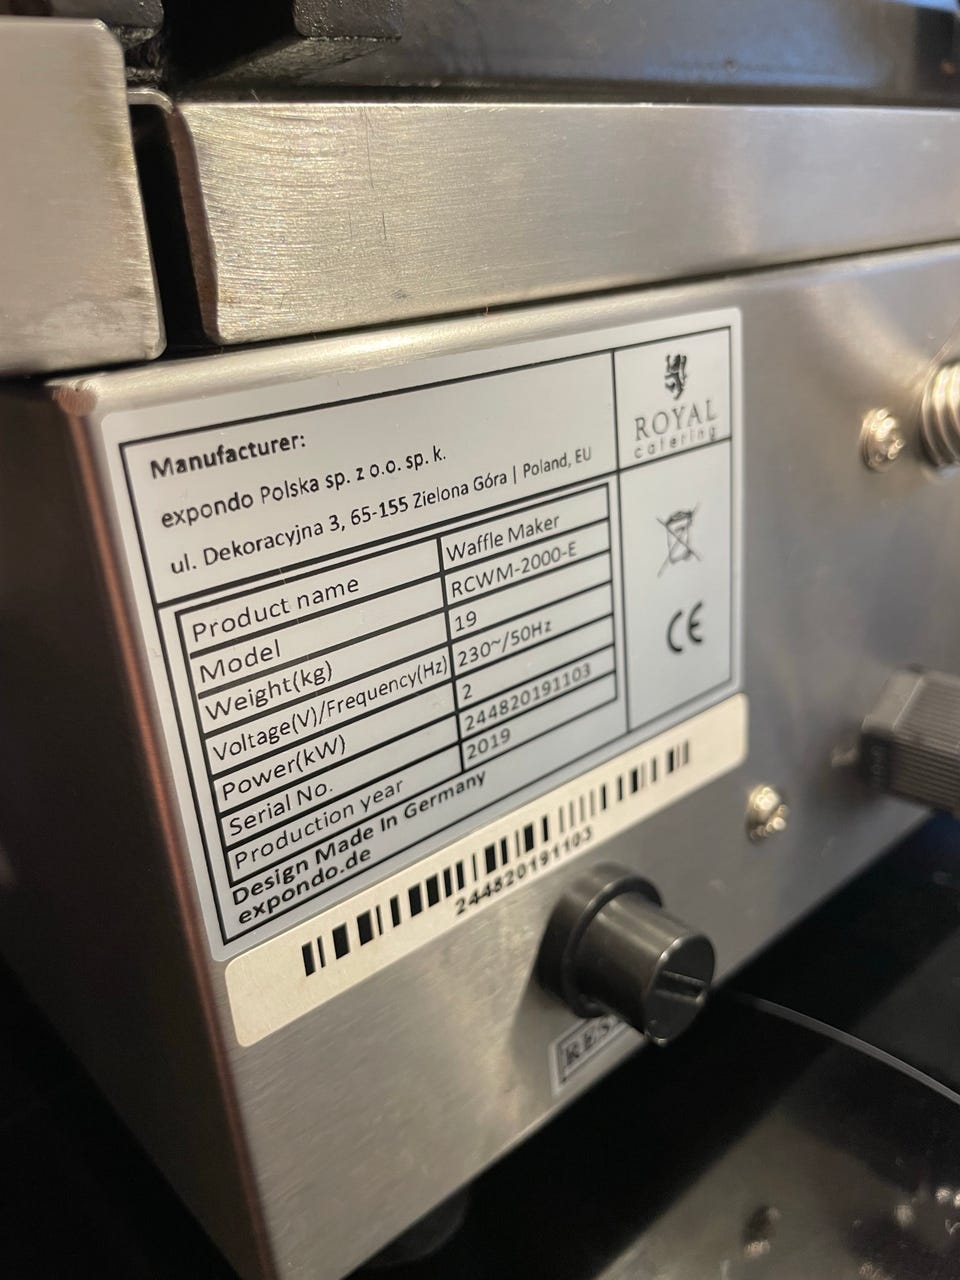 Manufacturer:
expondo Polska sp. z o.o. sp. k.
ul. Dekoracyjna 3, 65-155 Zielona Góra | Poland, EU
ROYAL
catering
Product name Waffle Maker
Model RCWM-2000-E
Weight(kg) 19
Voltage(V)/Frequency(Hz) 230~/50Hz
Power(kW) 2
Serial No. 244820191103
Production year 2019
Design Made In Germany
expondo.de
CE
244820191103